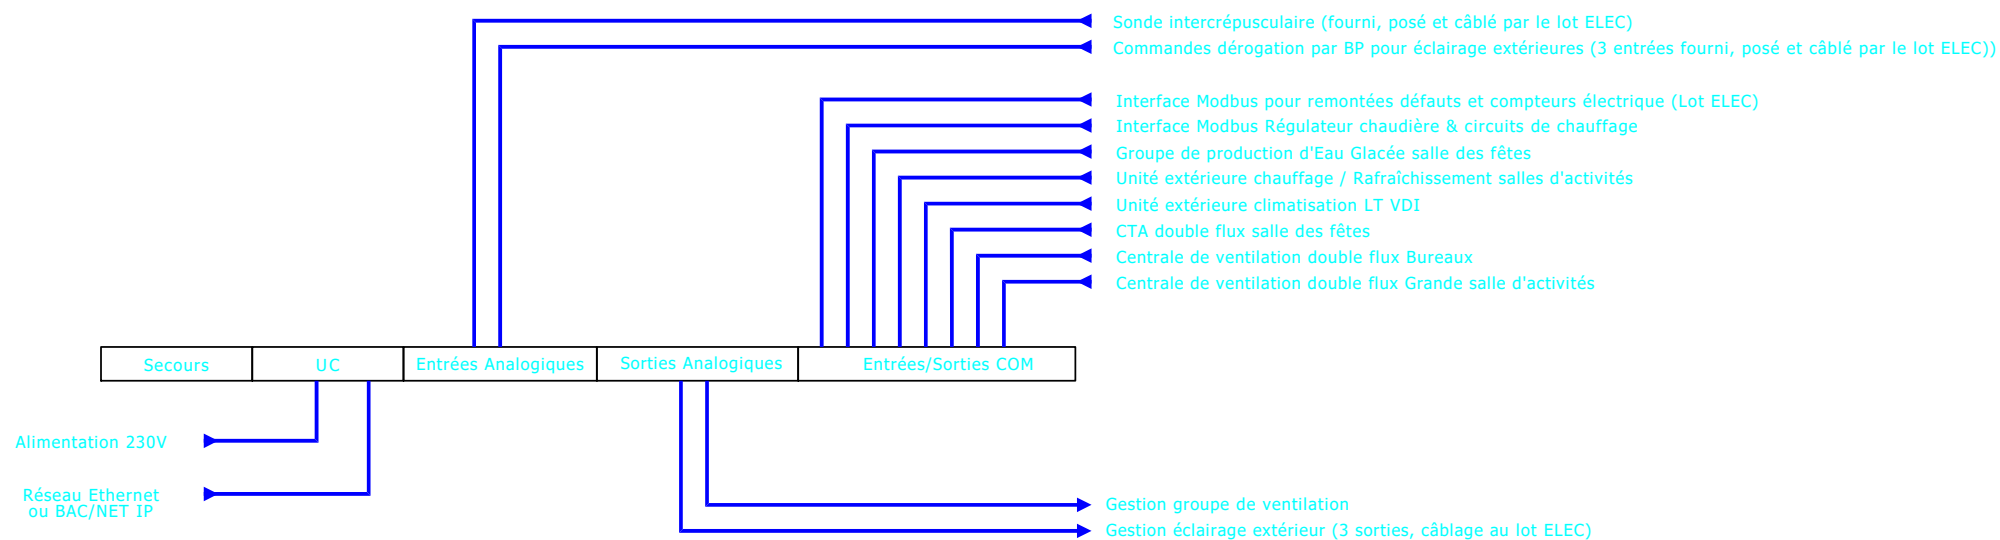 Sonde intercrépusculaire (fourni, posé et câblé par le lot ELEC)
Commandes dérogation par BP pour éclairage extérieures (3 entrées fourni, posé et câblé par le lot ELEC))
Interface Modbus pour remontées défauts et compteurs électrique (Lot ELEC)
Interface Modbus Régulateur chaudière & circuits de chauffage
Groupe de production d'Eau Glacée salle des fêtes
Unité extérieure chauffage / Rafraîchissement salles d'activités
Unité extérieure climatisation LT VDI
CTA double flux salle des fêtes
Centrale de ventilation double flux Bureaux
Centrale de ventilation double flux Grande salle d'activités
Secours
UC
Entrées Analogiques
Sorties Analogiques
Entrées/Sorties COM
Alimentation 230V
Réseau Ethernet
ou BAC/NET IP
Gestion groupe de ventilation
Gestion éclairage extérieur (3 sorties, câblage au lot ELEC)